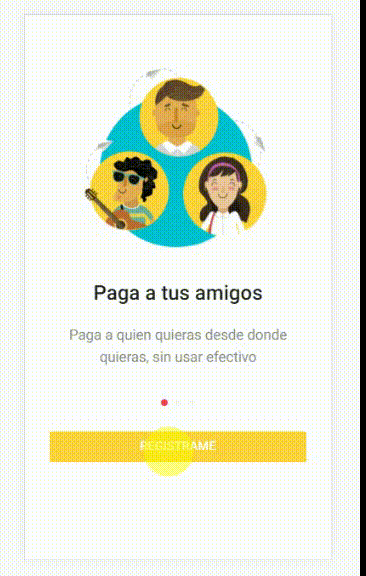 Paga a tus amigos
Paga a quien quieras desde donde
quieras, sin usar efectivo
REGISTRAME